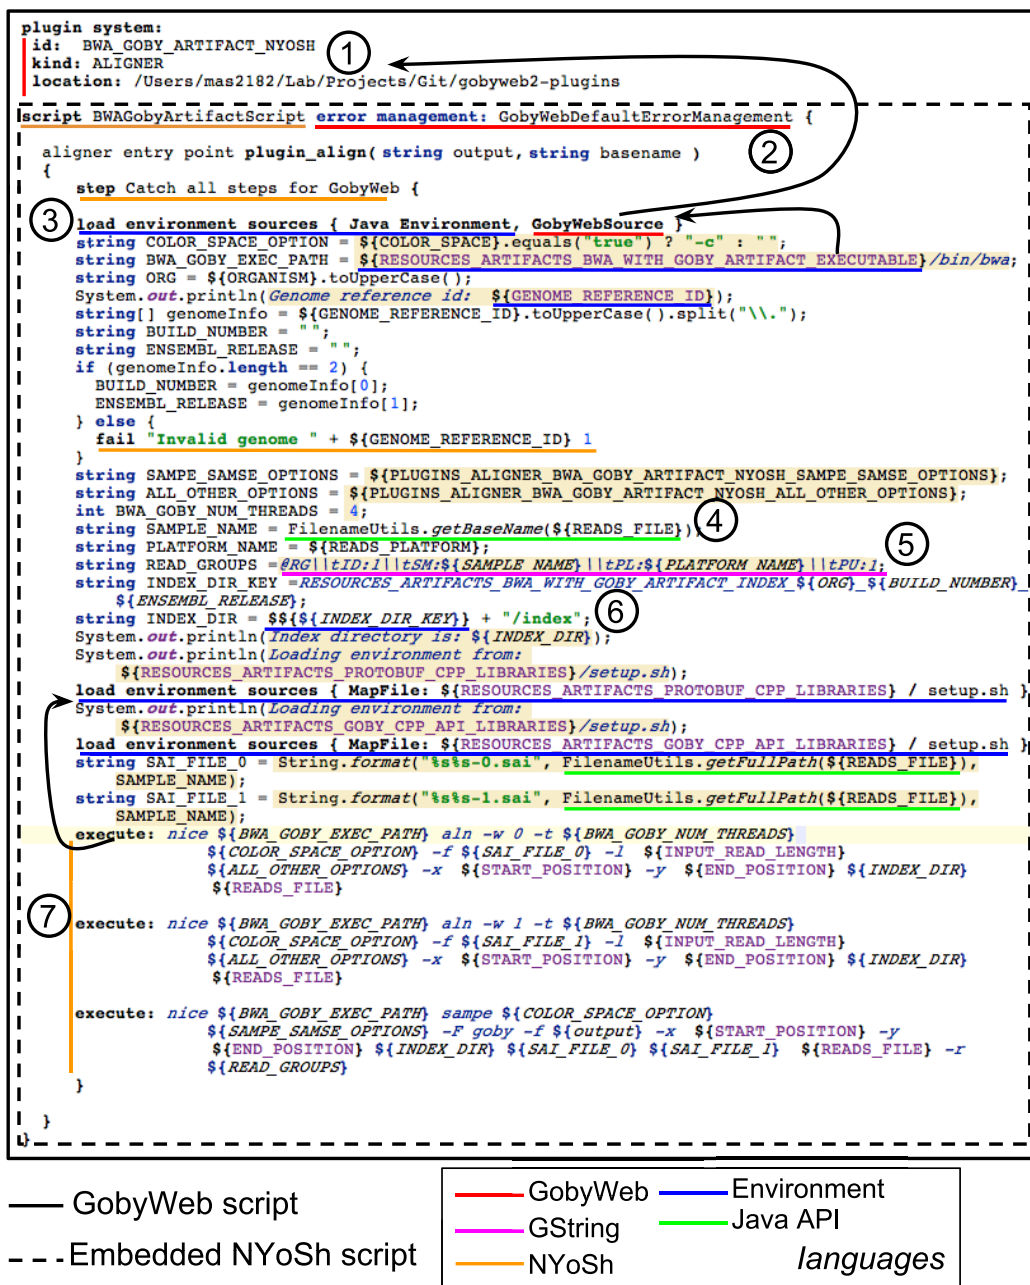 plugin system:
id: BWA_GOBY_ARTIFACT_NYOSH
kind: ALIGNER
location: /Users/mas2182/Lab/Projects/Git/gobyweb2-plugins
1
script BWAGobyArtifactScript error management: GobyWebDefaultErrorManagement {
2
aligner entry point plugin_align( string output, string basename )
{
step Catch all steps for GobyWeb {
3
load environment sources { Java Environment, GobyWebSource }
string COLOR_SPACE_OPTION = ${COLOR_SPACE}.equals("true") ? "-c" : "";
string BWA_GOBY_EXEC_PATH = ${RESOURCES_ARTIFACTS_BWA_WITH_GOBY_ARTIFACT_EXECUTABLE}/bin/bwa;
string ORG = ${ORGANISM}.toUpperCase();
System.out.println(Genome reference id: ${GENOME_REFERENCE_ID});
string[] genomeInfo = ${GENOME_REFERENCE_ID}.toUpperCase().split("\\.");
string BUILD_NUMBER = "";
string ENSEMBL_RELEASE = "";
if (genomeInfo.length == 2) {
BUILD_NUMBER = genomeInfo[0];
ENSEMBL_RELEASE = genomeInfo[1];
} else {
fail "Invalid genome " + ${GENOME_REFERENCE_ID} 1
}
string SAMPE_SAMSE_OPTIONS = ${PLUGINS_ALIGNER_BWA_GOBY_ARTIFACT_NYOSH_SAMPE_SAMSE_OPTIONS};
string ALL_OTHER_OPTIONS = ${PLUGINS_ALIGNER_BWA_GOBY_ARTIFACT_NYOSH_ALL_OTHER_OPTIONS};
int BWA_GOBY_NUM_THREADS = 4;
string SAMPLE_NAME = FilenameUtils.getBaseName(${READS_FILE});
4
string PLATFORM_NAME = ${READS_PLATFORM};
5
string READ_GROUPS =@RG\\tID:1\\tSM:${SAMPLE_NAME}\\tPL:${PLATFORM_NAME}\\tPU:1;
string INDEX_DIR_KEY =RESOURCES_ARTIFACTS_BWA_WITH_GOBY_ARTIFACT_INDEX_${ORG}_${BUILD_NUMBER}_
${ENSEMBL_RELEASE};
string INDEX_DIR = $${${INDEX_DIR_KEY}} + "/index";
6
System.out.println(Index directory is: ${INDEX_DIR});
System.out.println(Loading environment from:
${RESOURCES_ARTIFACTS_PROTOBUF_CPP_LIBRARIES}/setup.sh);
load environment sources { MapFile: ${RESOURCES_ARTIFACTS_PROTOBUF_CPP_LIBRARIES} / setup.sh }
System.out.println(Loading environment from:
${RESOURCES_ARTIFACTS_GOBY_CPP_API_LIBRARIES}/setup.sh);
load environment sources { MapFile: ${RESOURCES_ARTIFACTS_GOBY_CPP_API_LIBRARIES} / setup.sh }
string SAI_FILE_0 = String.format("%s%s-0.sai", FilenameUtils.getFullPath(${READS_FILE}),
SAMPLE_NAME);
string SAI_FILE_1 = String.format("%s%s-1.sai", FilenameUtils.getFullPath(${READS_FILE}),
SAMPLE_NAME);
execute: nice ${BWA_GOBY_EXEC_PATH} aln -w 0 -t ${BWA_GOBY_NUM_THREADS}
${COLOR_SPACE_OPTION} -f ${SAI_FILE_0} -l ${INPUT_READ_LENGTH}
${ALL_OTHER_OPTIONS} -x ${START_POSITION} -y ${END_POSITION} ${INDEX_DIR}
${READS_FILE}
7
execute: nice ${BWA_GOBY_EXEC_PATH} aln -w 1 -t ${BWA_GOBY_NUM_THREADS}
${COLOR_SPACE_OPTION} -f ${SAI_FILE_1} -l ${INPUT_READ_LENGTH}
${ALL_OTHER_OPTIONS} -x ${START_POSITION} -y ${END_POSITION} ${INDEX_DIR}
${READS_FILE}
execute: nice ${BWA_GOBY_EXEC_PATH} sampe ${COLOR_SPACE_OPTION}
${SAMPE_SAMSE_OPTIONS} -F goby -f ${output} -x ${START_POSITION} -y
${END_POSITION} ${INDEX_DIR} ${SAI_FILE_0} ${SAI_FILE_1} ${READS_FILE} -r
${READ_GROUPS}
}
}
}
GobyWeb script
Embedded NYoSh script
GobyWeb Environment
GString Java API
NYoSh languages